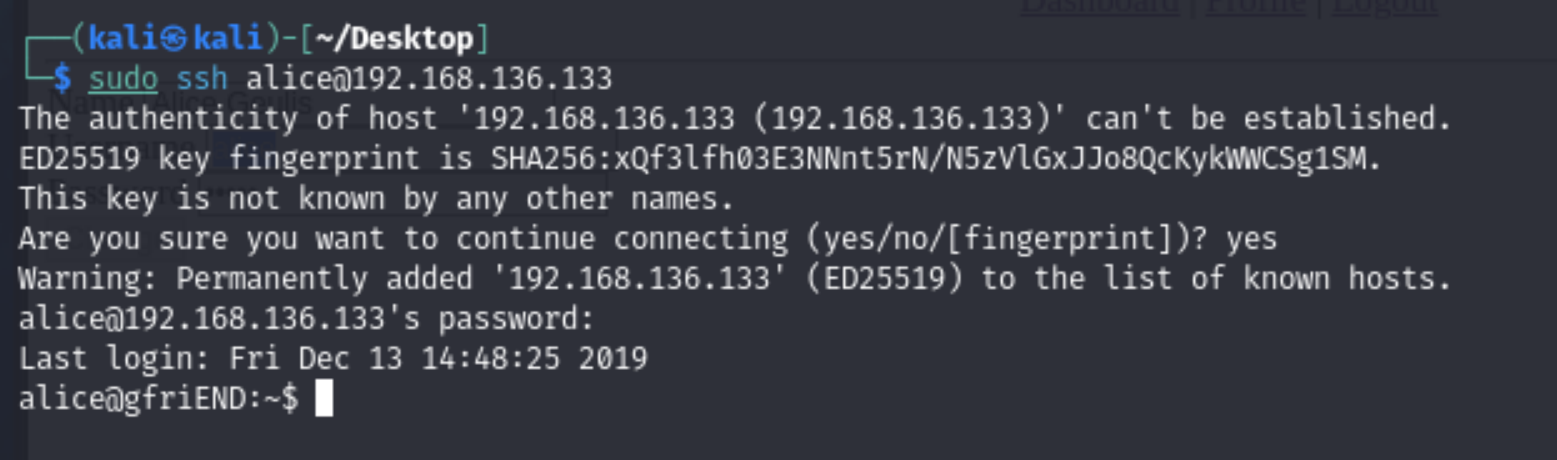 Dashboard | Profile | Logout
┌──(kali㉿kali)-[~/Desktop]
└─$ sudo ssh alice@192.168.136.133
The authenticity of host '192.168.136.133 (192.168.136.133)' can't be established.
ED25519 key fingerprint is SHA256:xQf3lfh03E3NNnt5rN/N5zVlGxJJo8QcKykWWCSg1SM.
This key is not known by any other names.
Are you sure you want to continue connecting (yes/no/[fingerprint])? yes
Warning: Permanently added '192.168.136.133' (ED25519) to the list of known hosts.
alice@192.168.136.133's password:
Last login: Fri Dec 13 14:48:25 2019
alice@gfriEND:~$